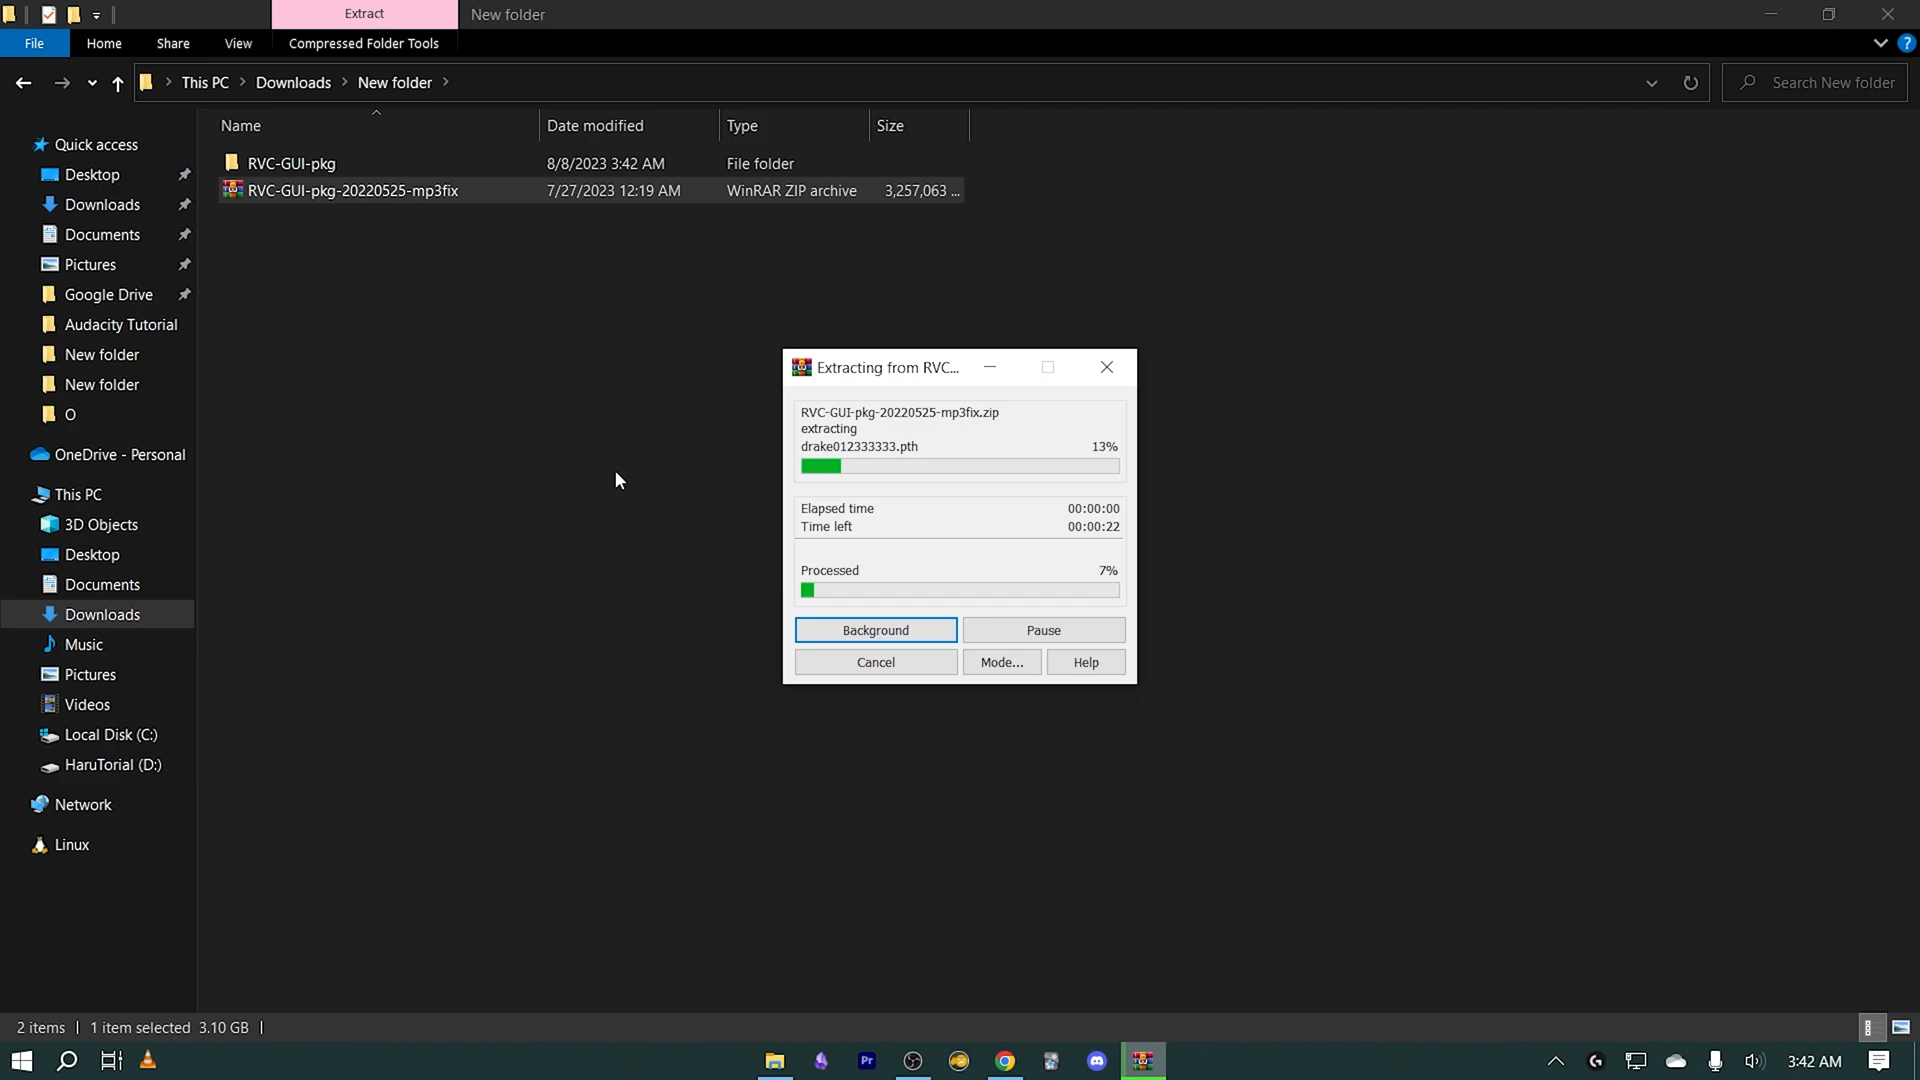 Extract
New folder
File
Home
Share
View
Compressed Folder Tools
This PC
Downloads
New folder
Search New folder
Name
Date modified
Type
Size
RVC-GUI-pkg
8/8/2023 3:42 AM
File folder
RVC-GUI-pkg-20220525-mp3fix
7/27/2023 12:19 AM
WinRAR ZIP archive
3,257,063 ...
Quick access
Desktop
Downloads
Documents
Pictures
Google Drive
Audacity Tutorial
New folder
New folder
O
OneDrive - Personal
This PC
3D Objects
Desktop
Documents
Downloads
Music
Pictures
Videos
Local Disk (C:)
HaruTorial (D:)
Network
Linux
Extracting from RVC...
RVC-GUI-pkg-20220525-mp3fix.zip
extracting
drake012333333.pth 13%
Elapsed time 00:00:00
Time left 00:00:22
Processed 7%
Background
Pause
Cancel
Mode...
Help
2 items
1 item selected 3.10 GB
Pr
3:42 AM